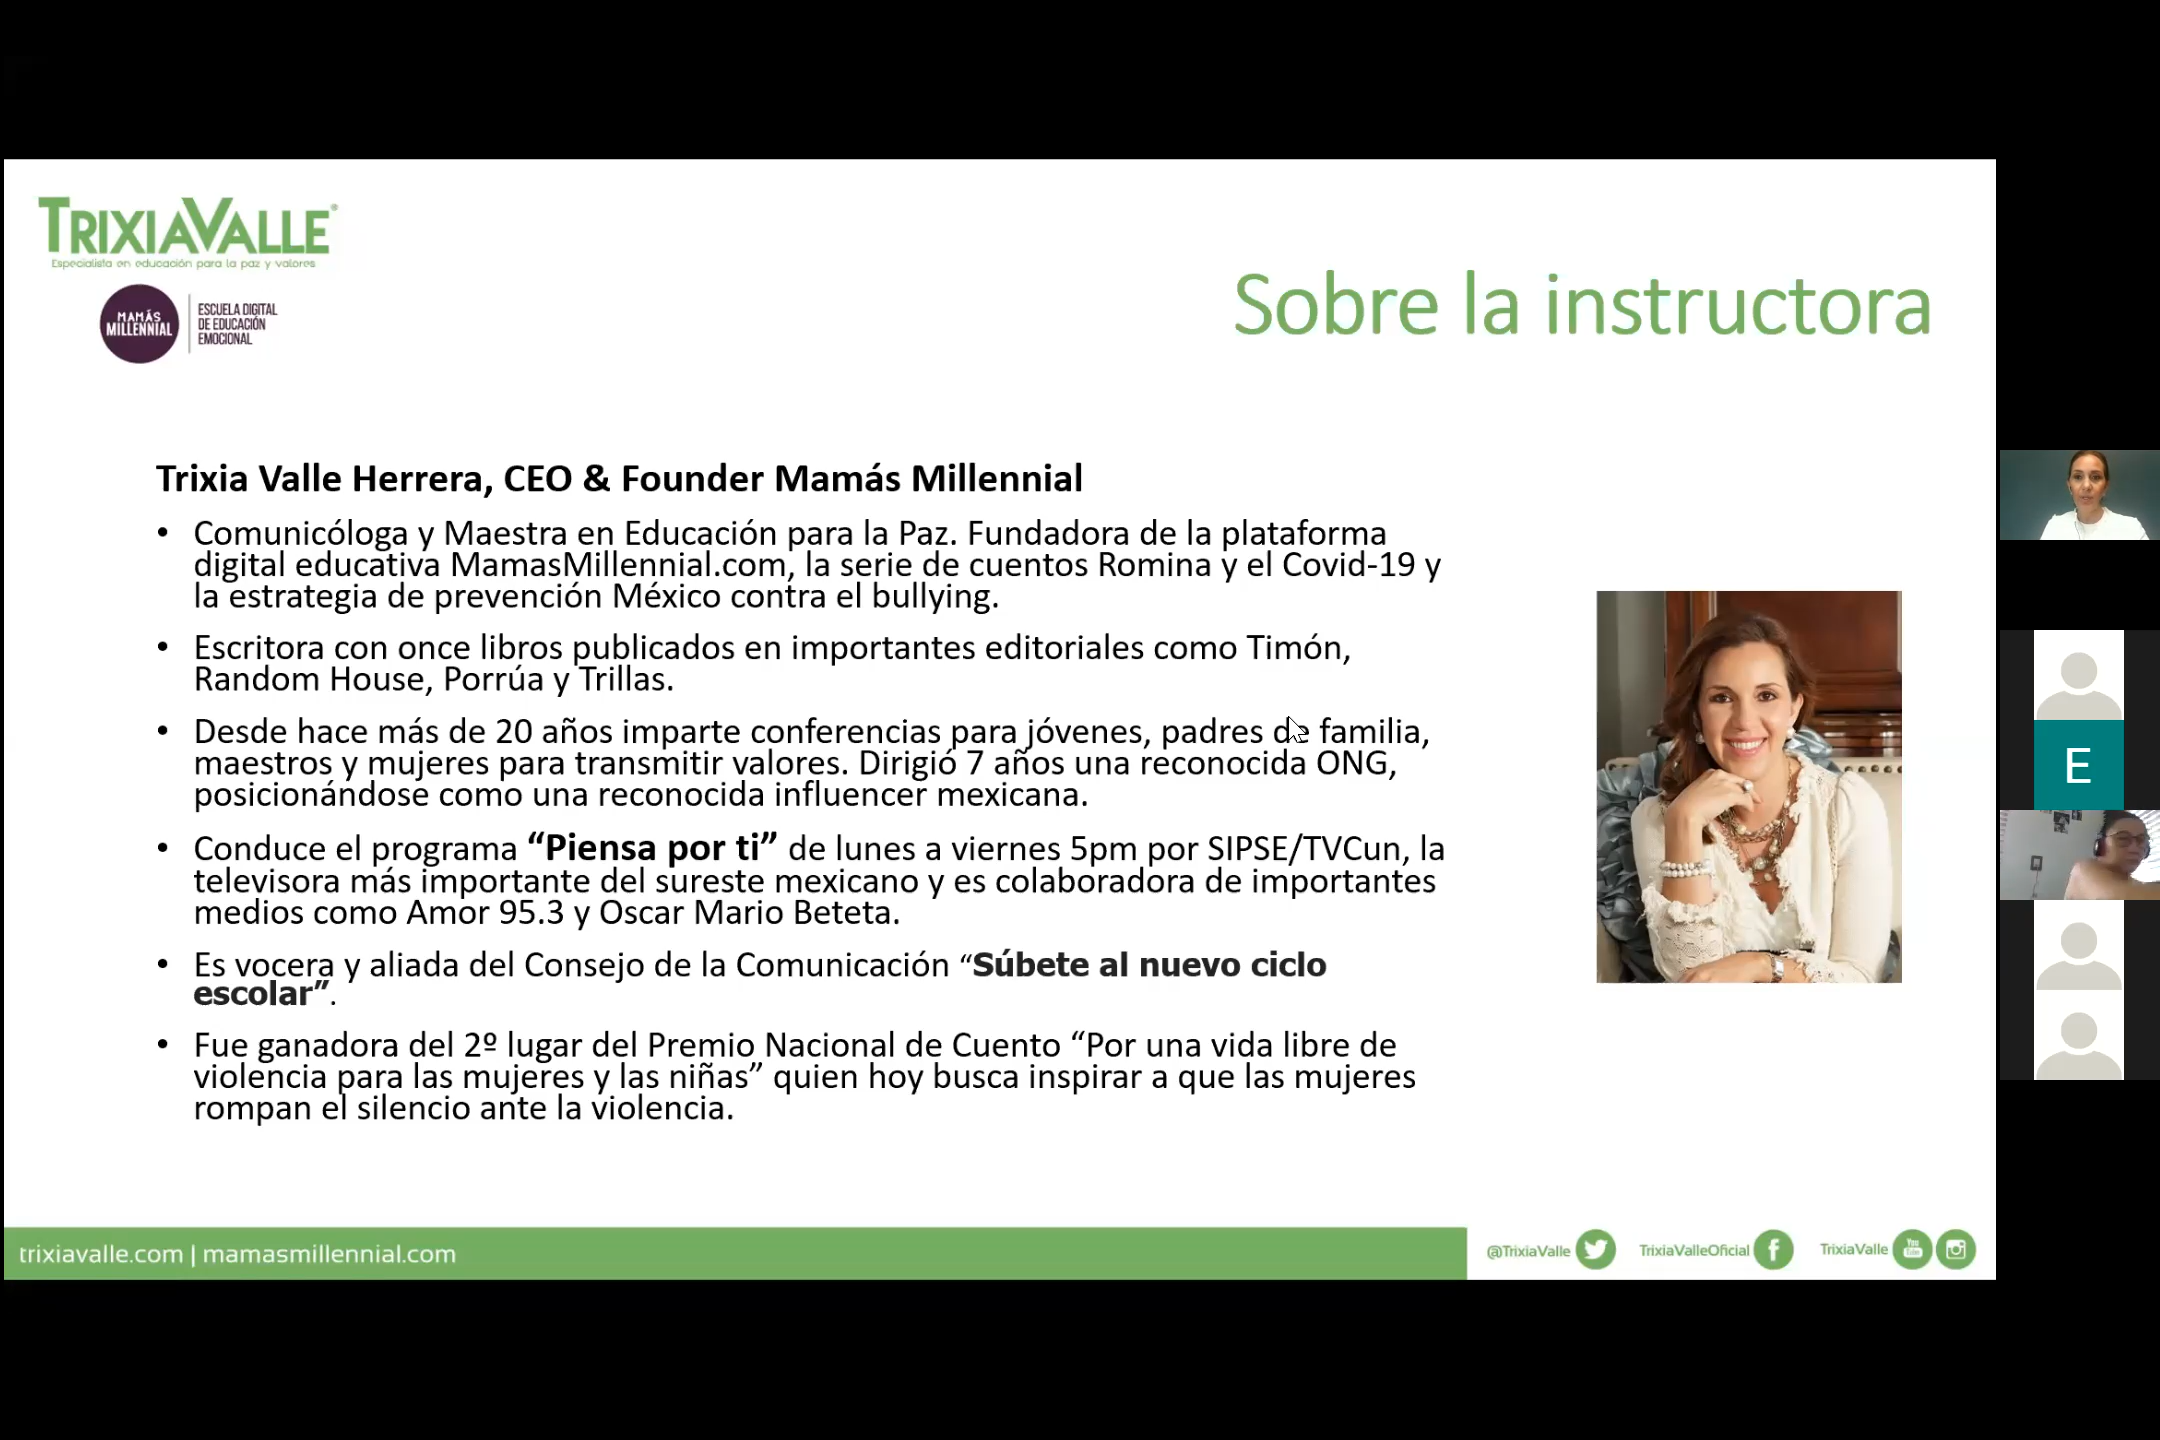 TRIXIAVALLE®
Especialista en educación para la paz y valores
MAMÁS
MILLENNIAL
ESCUELA DIGITAL
DE EDUCACIÓN
EMOCIONAL
Sobre la instructora
Trixia Valle Herrera, CEO & Founder Mamás Millennial
• Comunicóloga y Maestra en Educación para la Paz. Fundadora de la plataforma
digital educativa MamasMillennial.com, la serie de cuentos Romina y el Covid-19 y
la estrategia de prevención México contra el bullying.
• Escritora con once libros publicados en importantes editoriales como Timón,
Random House, Porrúa y Trillas.
• Desde hace más de 20 años imparte conferencias para jóvenes, padres de familia,
maestros y mujeres para transmitir valores. Dirigió 7 años una reconocida ONG,
posicionándose como una reconocida influencer mexicana.
• Conduce el programa “Piensa por ti” de lunes a viernes 5pm por SIPSE/TVCun, la
televisora más importante del sureste mexicano y es colaboradora de importantes
medios como Amor 95.3 y Oscar Mario Beteta.
• Es vocera y aliada del Consejo de la Comunicación “Súbete al nuevo ciclo
escolar”.
• Fue ganadora del 2º lugar del Premio Nacional de Cuento “Por una vida libre de
violencia para las mujeres y las niñas” quien hoy busca inspirar a que las mujeres
rompan el silencio ante la violencia.
E
trixiavalle.com | mamasmillennial.com
@TrixiaValle
TrixiaValleOficial
TrixiaValle
You
Tube